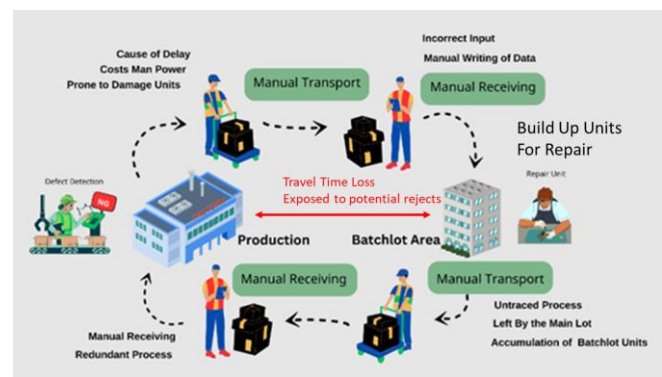 Cause of Delay
Costs Man Power
Prone to Damage Units
Manual Transport
Incorrect Input
Manual Writing of Data
Manual Receiving
Build Up Units
For Repair
Defect Detection
NG
Travel Time Loss
Exposed to potential rejects
Repair Unit
Production
Batchlot Area
Manual Receiving
Manual Transport
Manual Receiving
Redundant Process
Untraced Process
Left By the Main Lot
Accumulation of Batchlot Units